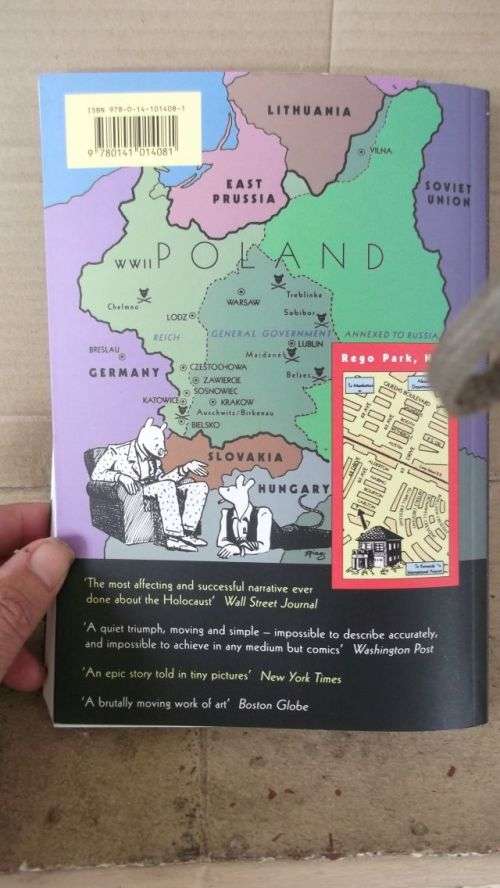 ISBN 978-0-14-101408-1
9 780141 014081
LITHUANIA
VILNA
EAST
PRUSSIA
SOVIET
UNION
WWII POLAND
Chelmno
LODZ
WARSAW
Treblinka
Sobibor
REICH
GENERAL GOVERNMENT
ANNEXED TO RUSSIA
BRESLAU
GERMANY
LUBLIN
Maidanek
Belzec
CZESTOCHOWA
ZAWIERCIE
SOSNOWIEC
KATOWICE
KRAKOW
Auschwitz/Birkenau
BIELSKO
SLOVAKIA
HUNGARY
Rego Park,
To Manhattan
QUEENS BOULEVARD
'The most affecting and successful narrative ever
done about the Holocaust' Wall Street Journal
'A quiet triumph, moving and simple – impossible to describe accurately,
and impossible to achieve in any medium but comics' Washington Post
'An epic story told in tiny pictures' New York Times
'A brutally moving work of art' Boston Globe